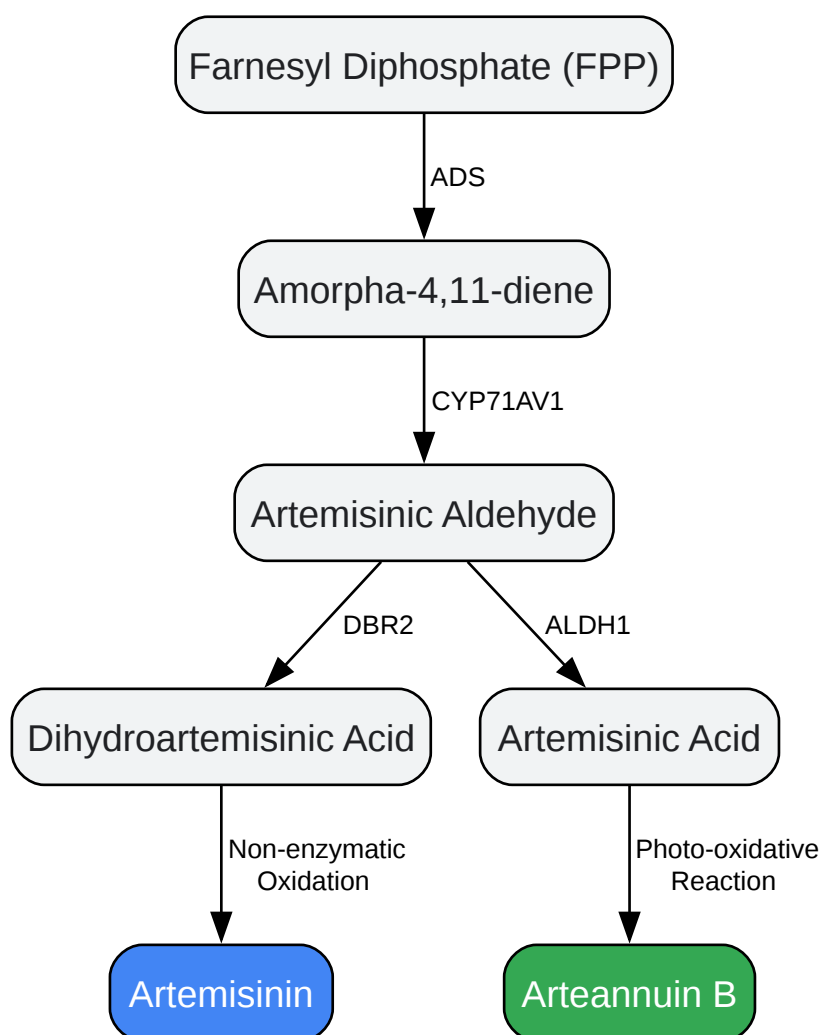 Farnesyl Diphosphate (FPP)
ADS
Amorpha-4,11-diene
CYP71AV1
Artemisinic Aldehyde
DBR2
ALDH1
Dihydroartemisinic Acid
Artemisinic Acid
Non-enzymatic
Oxidation
Photo-oxidative
Reaction
Artemisinin
Arteannuin B